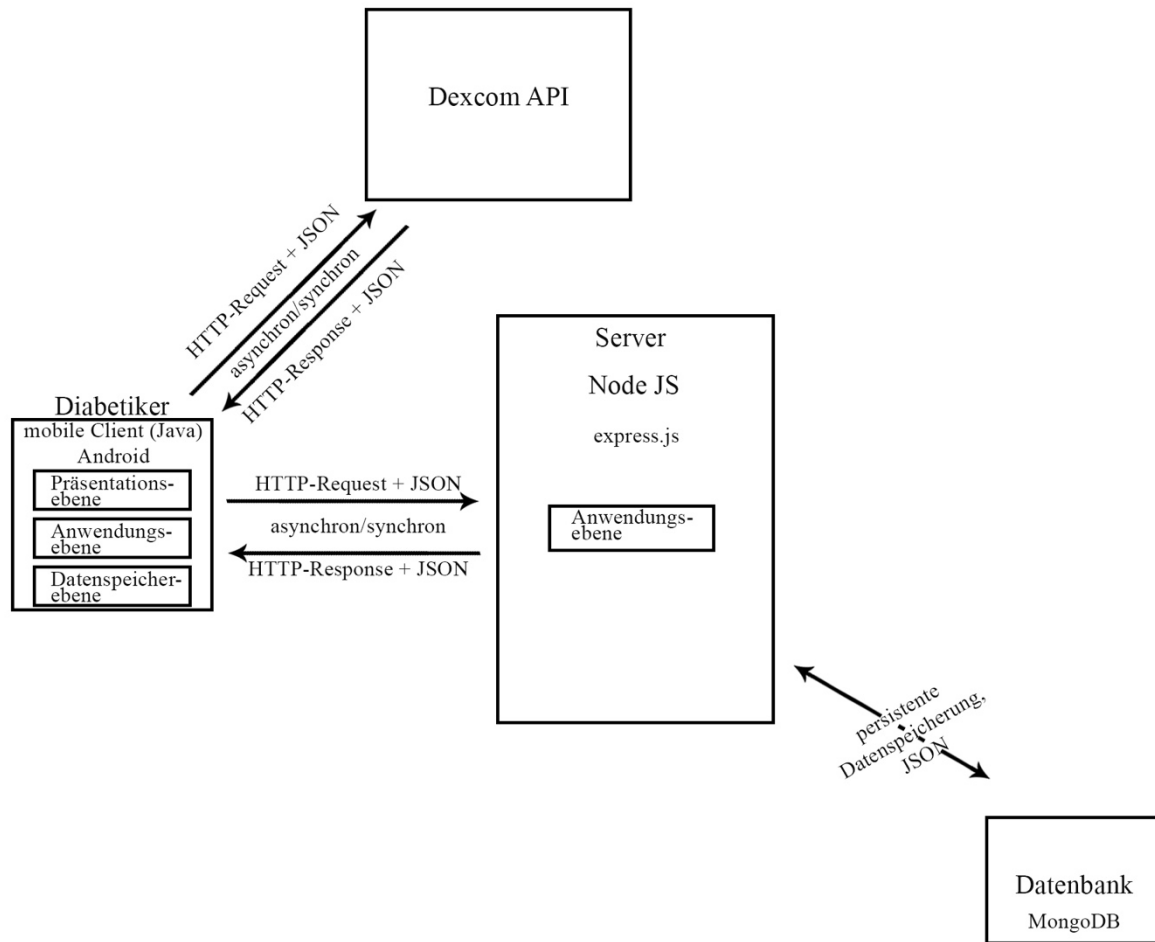 Dexcom API
HTTP-Request + JSON
asynchron/synchron
HTTP-Response + JSON
Server
Node JS
express.js
Anwendungs-
ebene
Diabetiker
mobile Client (Java)
Android
Präsentations-
ebene
Anwendungs-
ebene
Datenspeicher-
ebene
HTTP-Request + JSON
asynchron/synchron
HTTP-Response + JSON
persistente
Datenspeicherung,
JSON
Datenbank
MongoDB